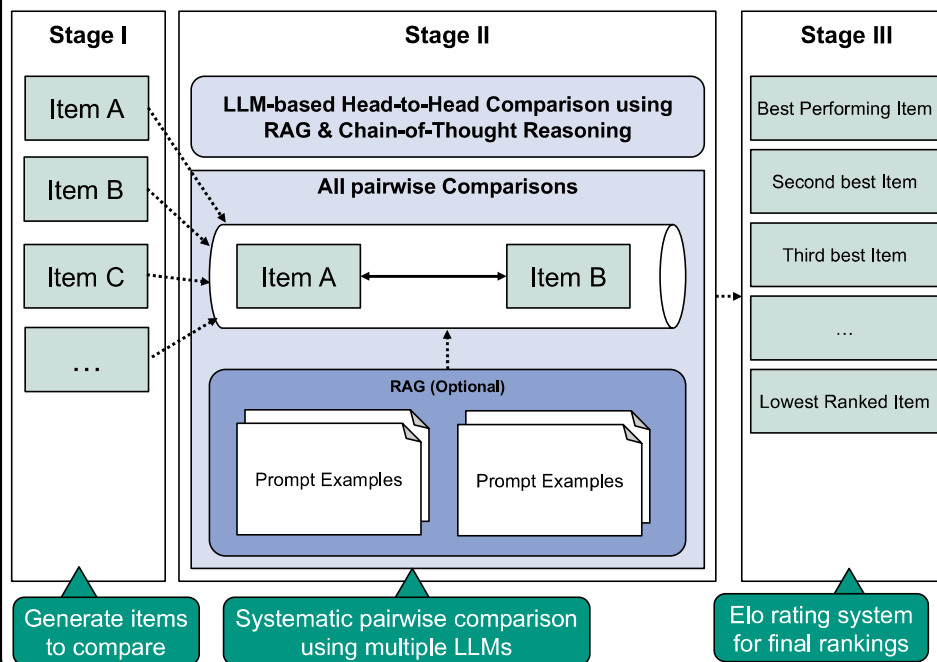 Stage I
Item A
Item B
Item C
...
Generate items
to compare
Stage II
LLM-based Head-to-Head Comparison using
RAG & Chain-of-Thought Reasoning
All pairwise Comparisons
Item A
Item B
RAG (Optional)
Prompt Examples
Prompt Examples
Systematic pairwise comparison
using multiple LLMs
Stage III
Best Performing Item
Second best Item
Third best Item
...
Lowest Ranked Item
Elo rating system
for final rankings